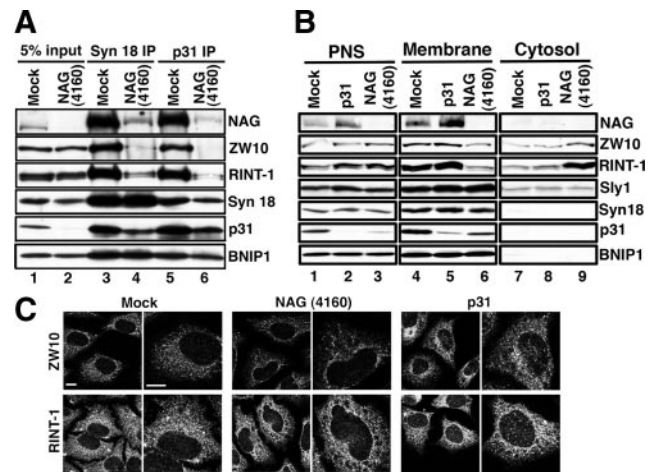 A
5% input Syn 18 IP p31 IP
Mock NAG (4160) Mock NAG (4160) Mock NAG (4160)
NAG
ZW10
RINT-1
Syn 18
p31
BNIP1
1 2 3 4 5 6
B
PNS Membrane Cytosol
Mock p31 NAG (4160) Mock p31 NAG (4160) Mock p31 NAG (4160)
NAG
ZW10
RINT-1
Sly1
Syn18
p31
BNIP1
1 2 3 4 5 6 7 8 9
C
Mock NAG (4160) p31
ZW10
RINT-1